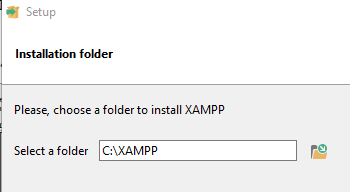 Setup
Installation folder
Please, choose a folder to install XAMPP
Select a folder C:\XAMPP